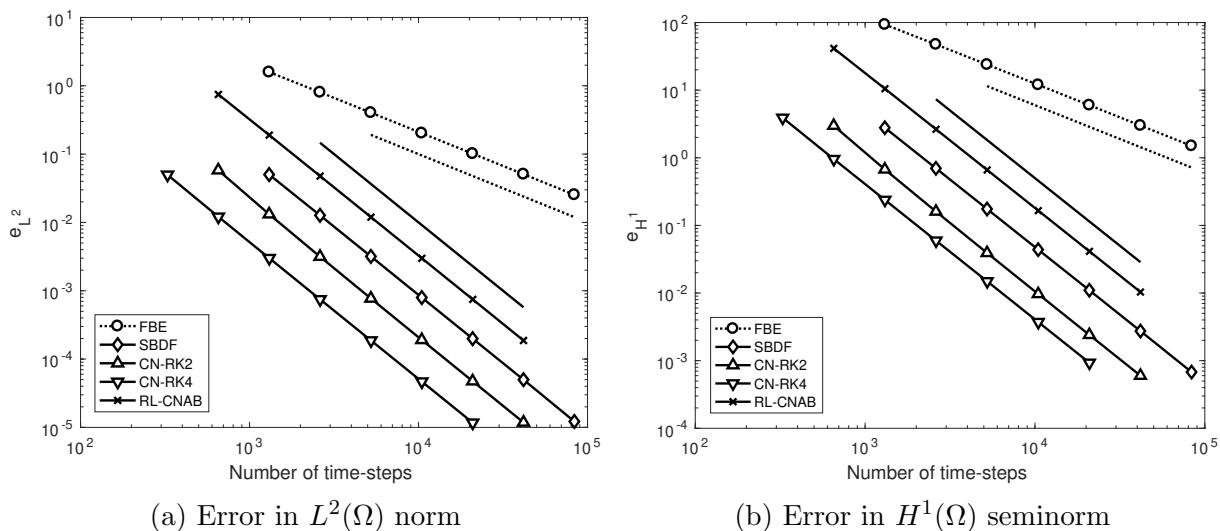 10^1
10^0
10^-1
10^-2
10^-3
10^-4
10^-5
e_L^2
FBE
SBDF
CN-RK2
CN-RK4
RL-CNAB
10^2
10^3
10^4
10^5
Number of time-steps
(a) Error in L^2(Ω) norm
10^2
10^1
10^0
10^-1
10^-2
10^-3
10^-4
e_H^1
FBE
SBDF
CN-RK2
CN-RK4
RL-CNAB
10^2
10^3
10^4
10^5
Number of time-steps
(b) Error in H^1(Ω) seminorm